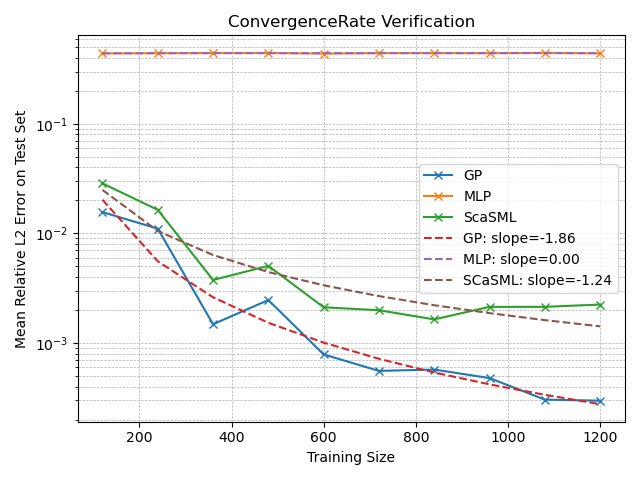 ConvergenceRate Verification
Mean Relative L2 Error on Test Set
10⁻¹
10⁻²
10⁻³
GP
MLP
ScaSML
GP: slope=-1.86
MLP: slope=0.00
SCaSML: slope=-1.24
200
400
600
800
1000
1200
Training Size